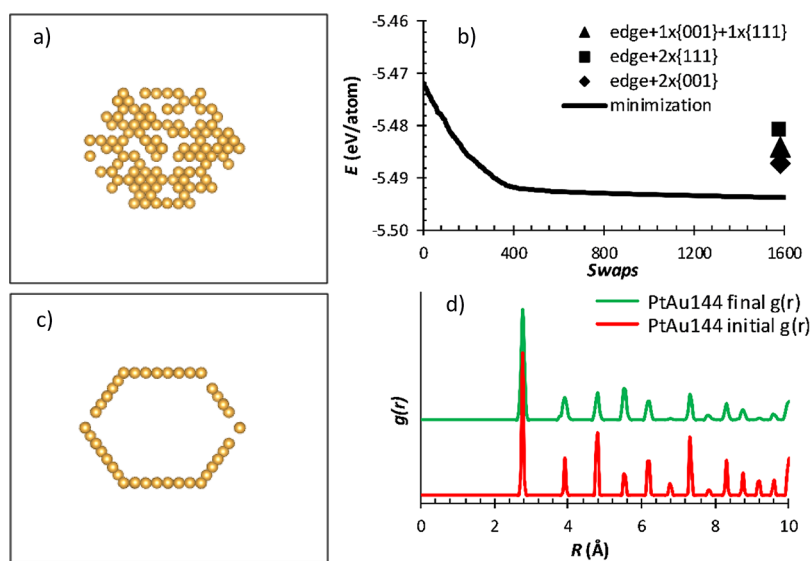 a)
b)
edge+1x{001}+1x{111}
edge+2x{111}
edge+2x{001}
minimization
E (eV/atom)
-5.46
-5.47
-5.48
-5.49
-5.50
0 400 800 1200 1600
Swaps
c)
d)
PtAu144 final g(r)
PtAu144 initial g(r)
g(r)
0 2 4 6 8 10
R (Å)